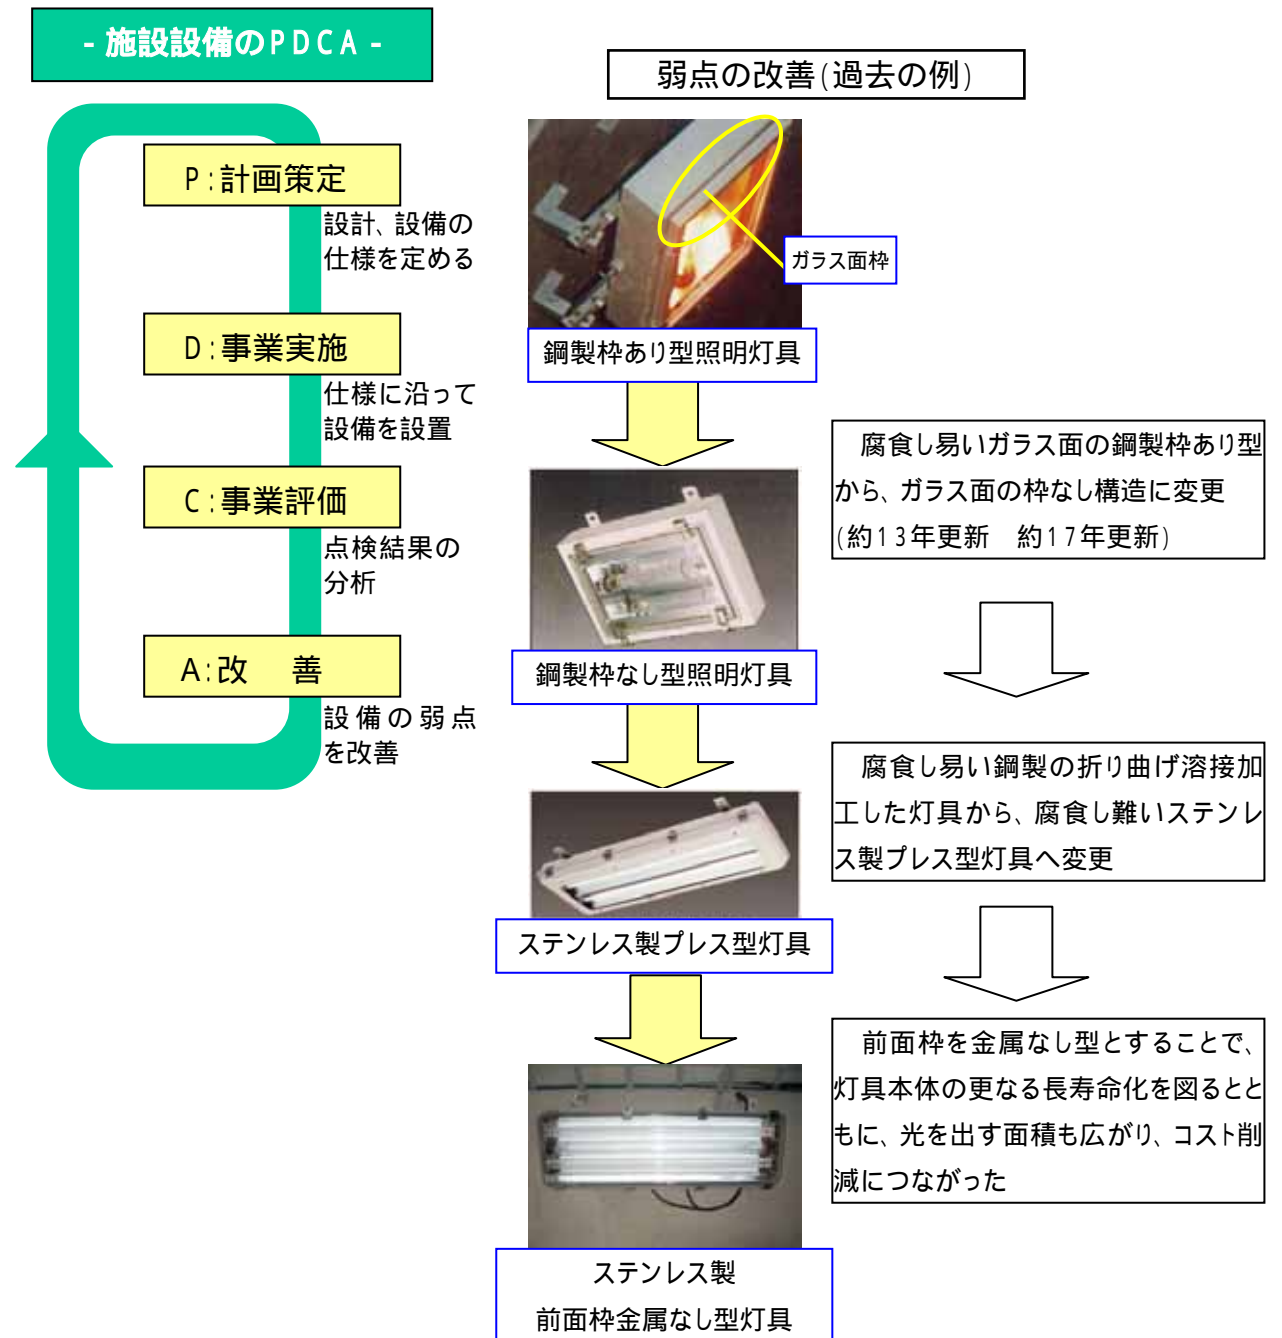 - 施設設備のPDCA -
P:計画策定
設計、設備の
仕様を定める
D:事業実施
仕様に沿って
設備を設置
C:事業評価
点検結果の
分析
A:改 善
設備の弱点
を改善
弱点の改善(過去の例)
ガラス面枠
鋼製枠あり型照明灯具
鋼製枠なし型照明灯具
ステンレス製プレス型灯具
ステンレス製
前面枠金属なし型灯具
腐食し易いガラス面の鋼製枠あり型
から、ガラス面の枠なし構造に変更
(約13年更新 約17年更新)
腐食し易い鋼製の折り曲げ溶接加
工した灯具から、腐食し難いステンレ
ス製プレス型灯具へ変更
前面枠を金属なし型とすることで、
灯具本体の更なる長寿命化を図るとと
もに、光を出す面積も広がり、コスト削
減につながった